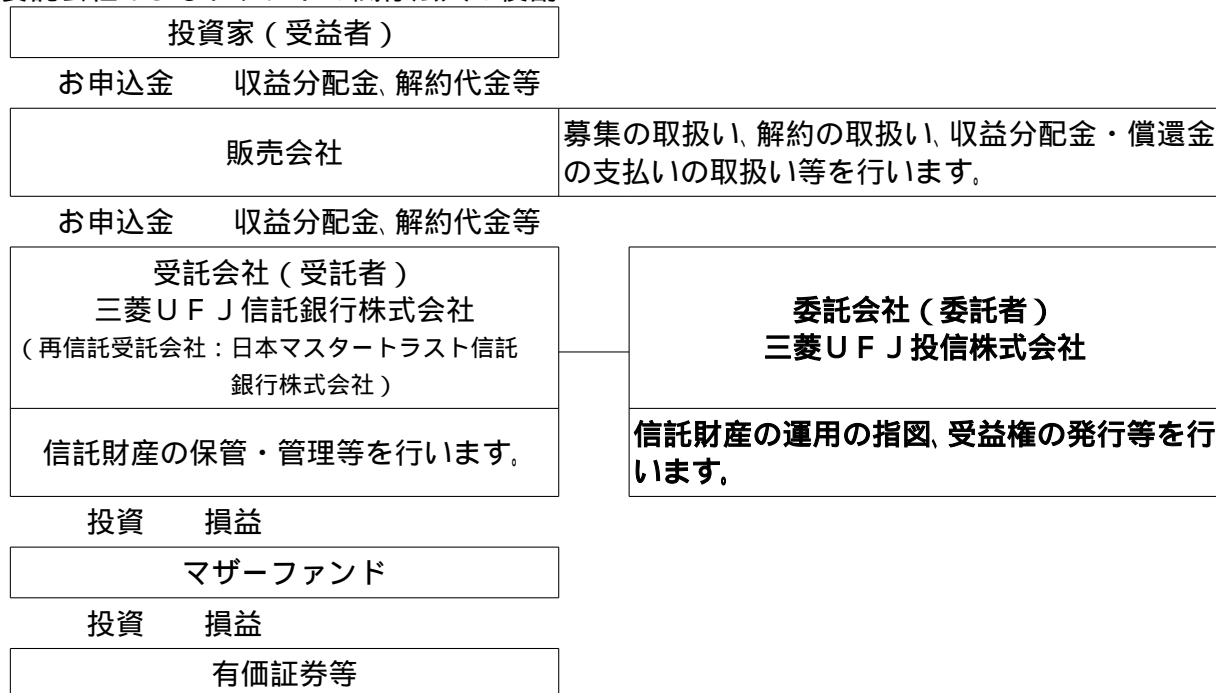 投資家(受益者)
お申込金 収益分配金、解約代金等
販売会社
募集の取扱い、解約の取扱い、収益分配金・償還金
の支払いの取扱い等を行います。
お申込金 収益分配金、解約代金等
受託会社(受託者)
三菱UFJ信託銀行株式会社
(再信託受託会社:日本マスタートラスト信託
銀行株式会社)
委託会社(委託者)
三菱UFJ投信株式会社
信託財産の保管・管理等を行います。
信託財産の運用の指図、受益権の発行等を行
います。
投資 損益
マザーファンド
投資 損益
有価証券等